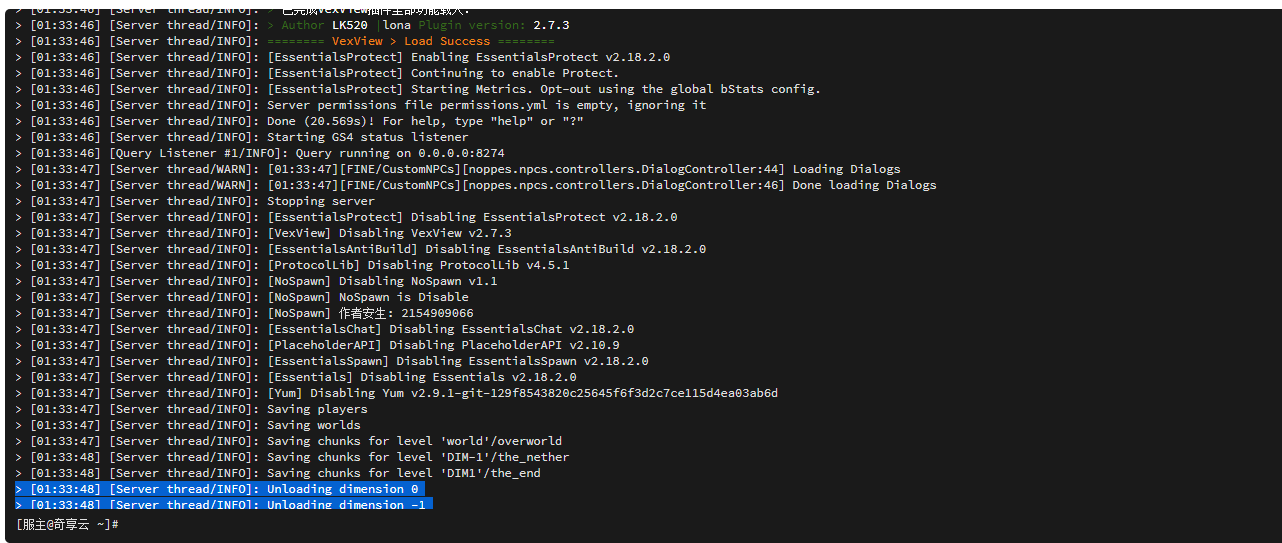 > [01:33:46] [Server thread/INFO]: > 已完成VexView插件全部功能载入.
> [01:33:46] [Server thread/INFO]: > Author LK520 |lona Plugin version: 2.7.3
> [01:33:46] [Server thread/INFO]: ======== VexView > Load Success ========
> [01:33:46] [Server thread/INFO]: [EssentialsProtect] Enabling EssentialsProtect v2.18.2.0
> [01:33:46] [Server thread/INFO]: [EssentialsProtect] Continuing to enable Protect.
> [01:33:46] [Server thread/INFO]: [EssentialsProtect] Starting Metrics. Opt-out using the global bStats config.
> [01:33:46] [Server thread/INFO]: Server permissions file permissions.yml is empty, ignoring it
> [01:33:46] [Server thread/INFO]: Done (20.569s)! For help, type "help" or "?"
> [01:33:46] [Server thread/INFO]: Starting GS4 status listener
> [01:33:46] [Query Listener #1/INFO]: Query running on 0.0.0.0:8274
> [01:33:47] [Server thread/WARN]: [01:33:47][FINE/CustomNPCs][noppes.npcs.controllers.DialogController:44] Loading Dialogs
> [01:33:47] [Server thread/WARN]: [01:33:47][FINE/CustomNPCs][noppes.npcs.controllers.DialogController:46] Done loading Dialogs
> [01:33:47] [Server thread/INFO]: Stopping server
> [01:33:47] [Server thread/INFO]: [EssentialsProtect] Disabling EssentialsProtect v2.18.2.0
> [01:33:47] [Server thread/INFO]: [VexView] Disabling VexView v2.7.3
> [01:33:47] [Server thread/INFO]: [EssentialsAntiBuild] Disabling EssentialsAntiBuild v2.18.2.0
> [01:33:47] [Server thread/INFO]: [ProtocolLib] Disabling ProtocolLib v4.5.1
> [01:33:47] [Server thread/INFO]: [NoSpawn] Disabling NoSpawn v1.1
> [01:33:47] [Server thread/INFO]: [NoSpawn] NoSpawn is Disable
> [01:33:47] [Server thread/INFO]: [NoSpawn] 作者安生: 2154909066
> [01:33:47] [Server thread/INFO]: [EssentialsChat] Disabling EssentialsChat v2.18.2.0
> [01:33:47] [Server thread/INFO]: [PlaceholderAPI] Disabling PlaceholderAPI v2.10.9
> [01:33:47] [Server thread/INFO]: [EssentialsSpawn] Disabling EssentialsSpawn v2.18.2.0
> [01:33:47] [Server thread/INFO]: [Essentials] Disabling Essentials v2.18.2.0
> [01:33:47] [Server thread/INFO]: [Yum] Disabling Yum v2.9.1-git-129f8543820c25645f6f3d2c7ce115d4ea03ab6d
> [01:33:47] [Server thread/INFO]: Saving players
> [01:33:47] [Server thread/INFO]: Saving worlds
> [01:33:47] [Server thread/INFO]: Saving chunks for level 'world'/overworld
> [01:33:48] [Server thread/INFO]: Saving chunks for level 'DIM-1'/the_nether
> [01:33:48] [Server thread/INFO]: Saving chunks for level 'DIM1'/the_end
> [01:33:48] [Server thread/INFO]: Unloading dimension 0
> [01:33:48] [Server thread/INFO]: Unloading dimension -1
[服主@奇享云 ~]#